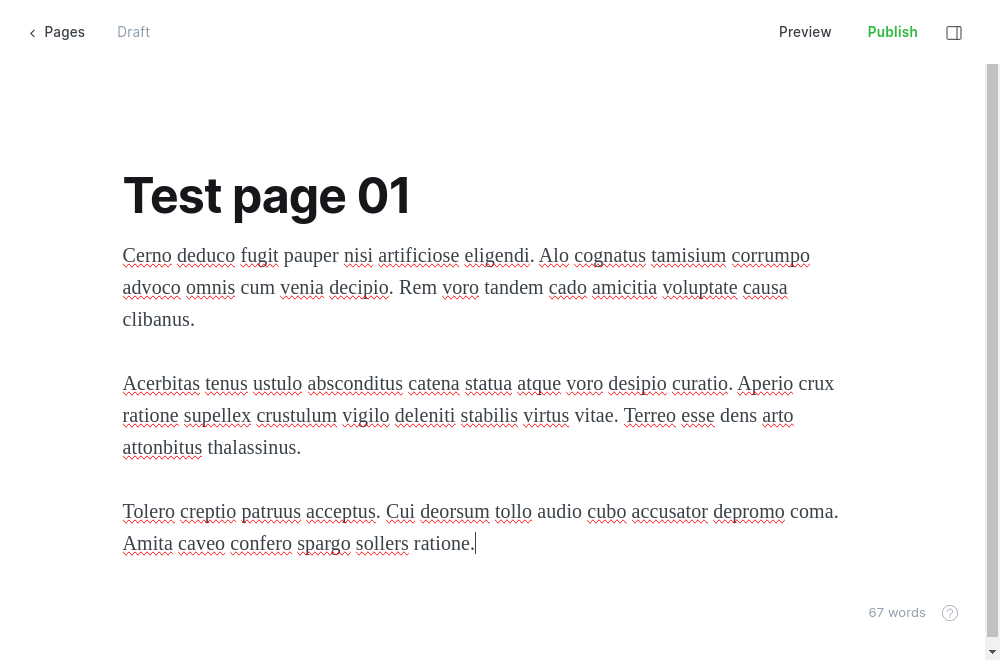 Pages Draft Preview Publish
Test page 01
Cerno deduco fugit pauper nisi artificiose eligendi. Alo cognatus tamisium corrumpo
advoco omnis cum venia decipio. Rem voro tandem cado amicitia voluptate causa
clibanus.
Acerbitas tenus ustulo absconditus catena statua atque voro desipio curatio. Aperio crux
ratione supellex crustulum vigilo deleniti stabilis virtus vitae. Terreo esse dens arto
attonbitus thalassinus.
Tolero creptio patruus acceptus. Cui deorsum tollo audio cubo accusator depromo coma.
Amita caveo confero spargo sollers ratione.
67 words ?